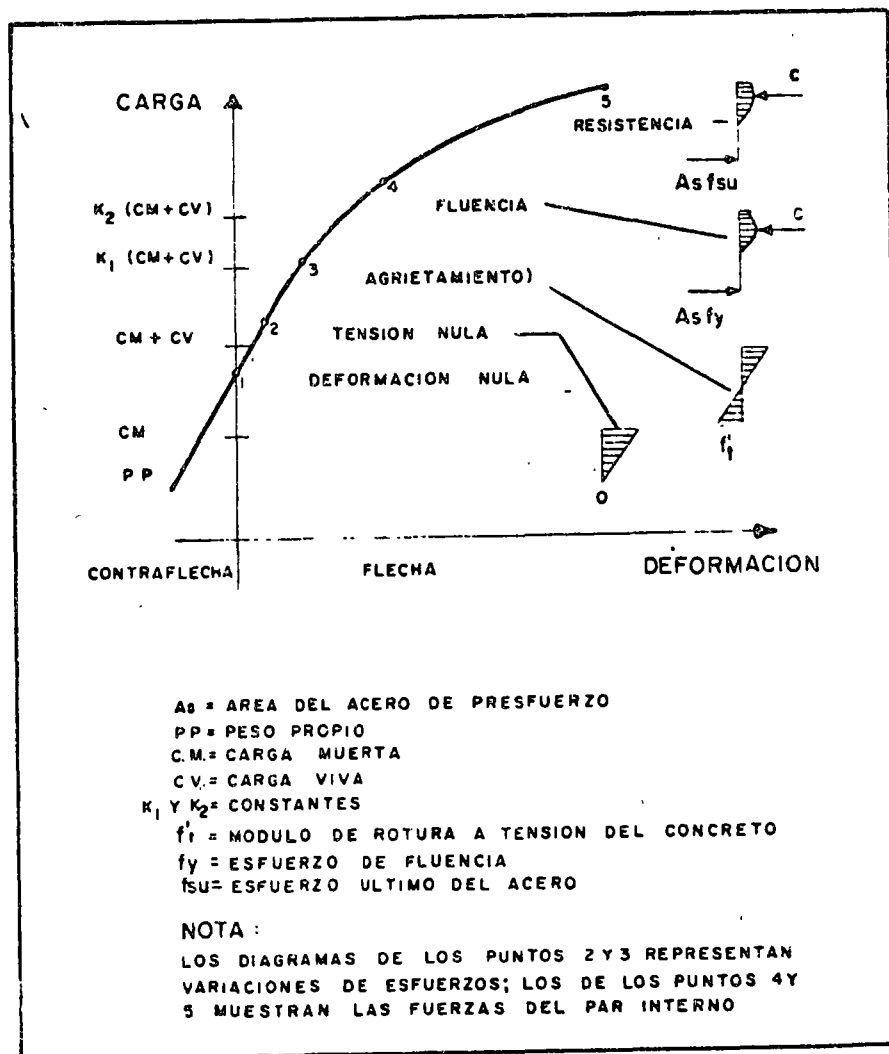 CARGA
5
C
RESISTENCIA
As fsu
4
K2 (CM + CV)
FLUENCIA
C
K1 (CM + CV)
3
AGRIETAMIENTO)
As fy
2
CM + CV
TENSION NULA
1
DEFORMACION NULA
CM
f't
PP
O
CONTRAFLECHA
FLECHA
DEFORMACION
As = AREA DEL ACERO DE PRESFUERZO
PP = PESO PROPIO
C.M. = CARGA MUERTA
CV. = CARGA VIVA
K1 Y K2 = CONSTANTES
f't = MODULO DE ROTURA A TENSION DEL CONCRETO
fy = ESFUERZO DE FLUENCIA
fsu = ESFUERZO ULTIMO DEL ACERO
NOTA :
LOS DIAGRAMAS DE LOS PUNTOS 2 Y 3 REPRESENTAN
VARIACIONES DE ESFUERZOS; LOS DE LOS PUNTOS 4 Y
5 MUESTRAN LAS FUERZAS DEL PAR INTERNO